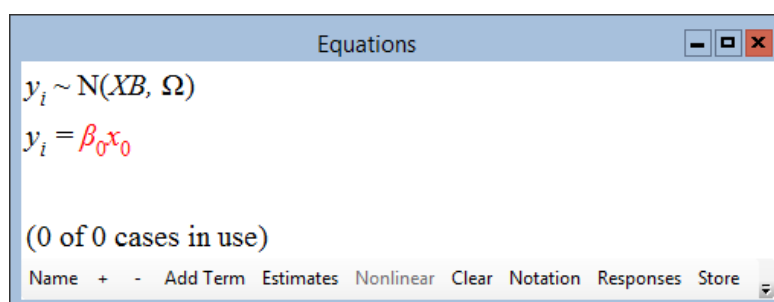 Equations
yᵢ ~ N(XB, Ω)
yᵢ = β₀x₀
(0 of 0 cases in use)
Name + - Add Term Estimates Nonlinear Clear Notation Responses Store